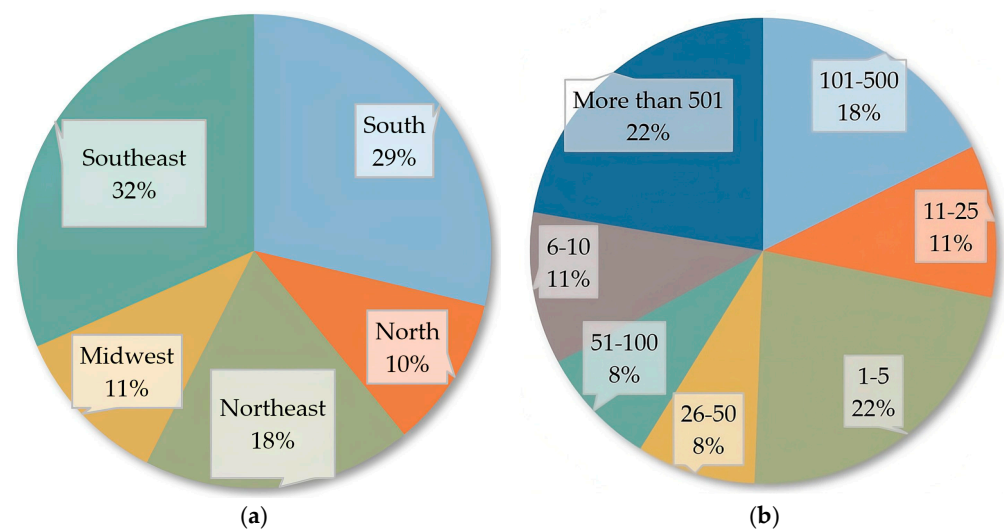 South
29%
North
10%
Northeast
18%
Midwest
11%
Southeast
32%
(a)
101-500
18%
11-25
11%
1-5
22%
26-50
8%
51-100
8%
6-10
11%
More than 501
22%
(b)